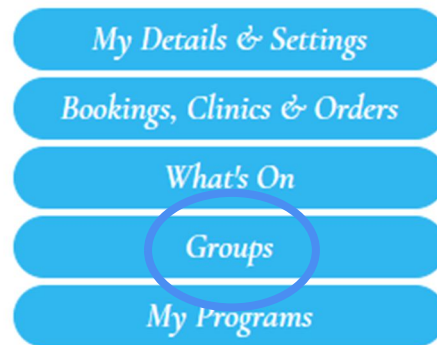 My Details & Settings
Bookings, Clinics & Orders
What's On
Groups
My Programs